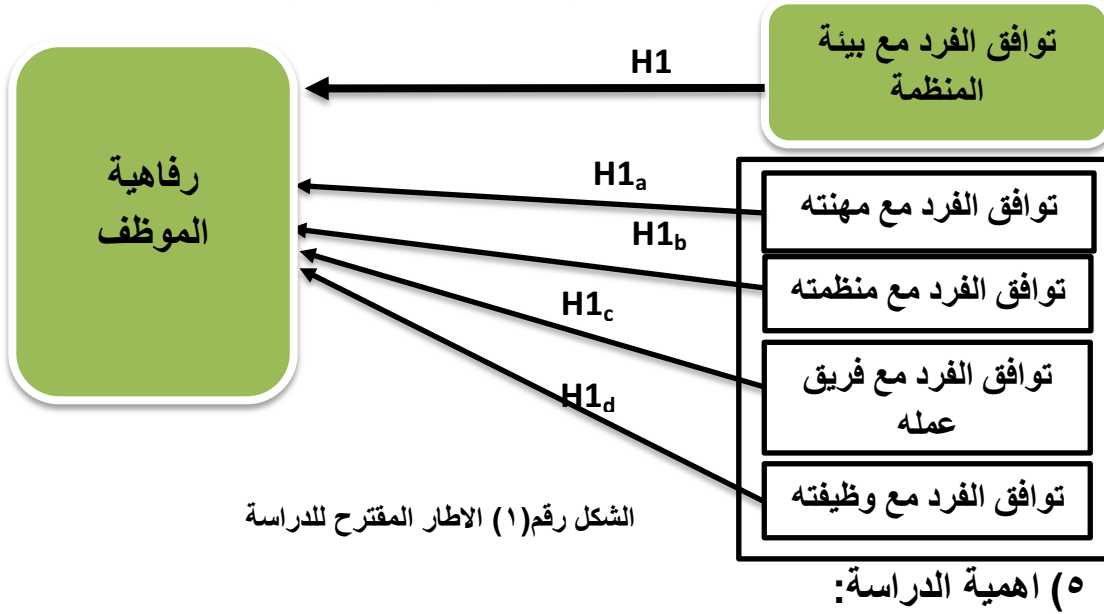 توافق الفرد مع بيئة
المنظمة
H1
رفاهية
الموظف
H1a
توافق الفرد مع مهنته
H1b
توافق الفرد مع منظمته
H1c
توافق الفرد مع فريق
عمله
H1d
توافق الفرد مع وظيفته
الشكل رقم(١) الاطار المقترح للدراسة
٥) اهمية الدراسة: